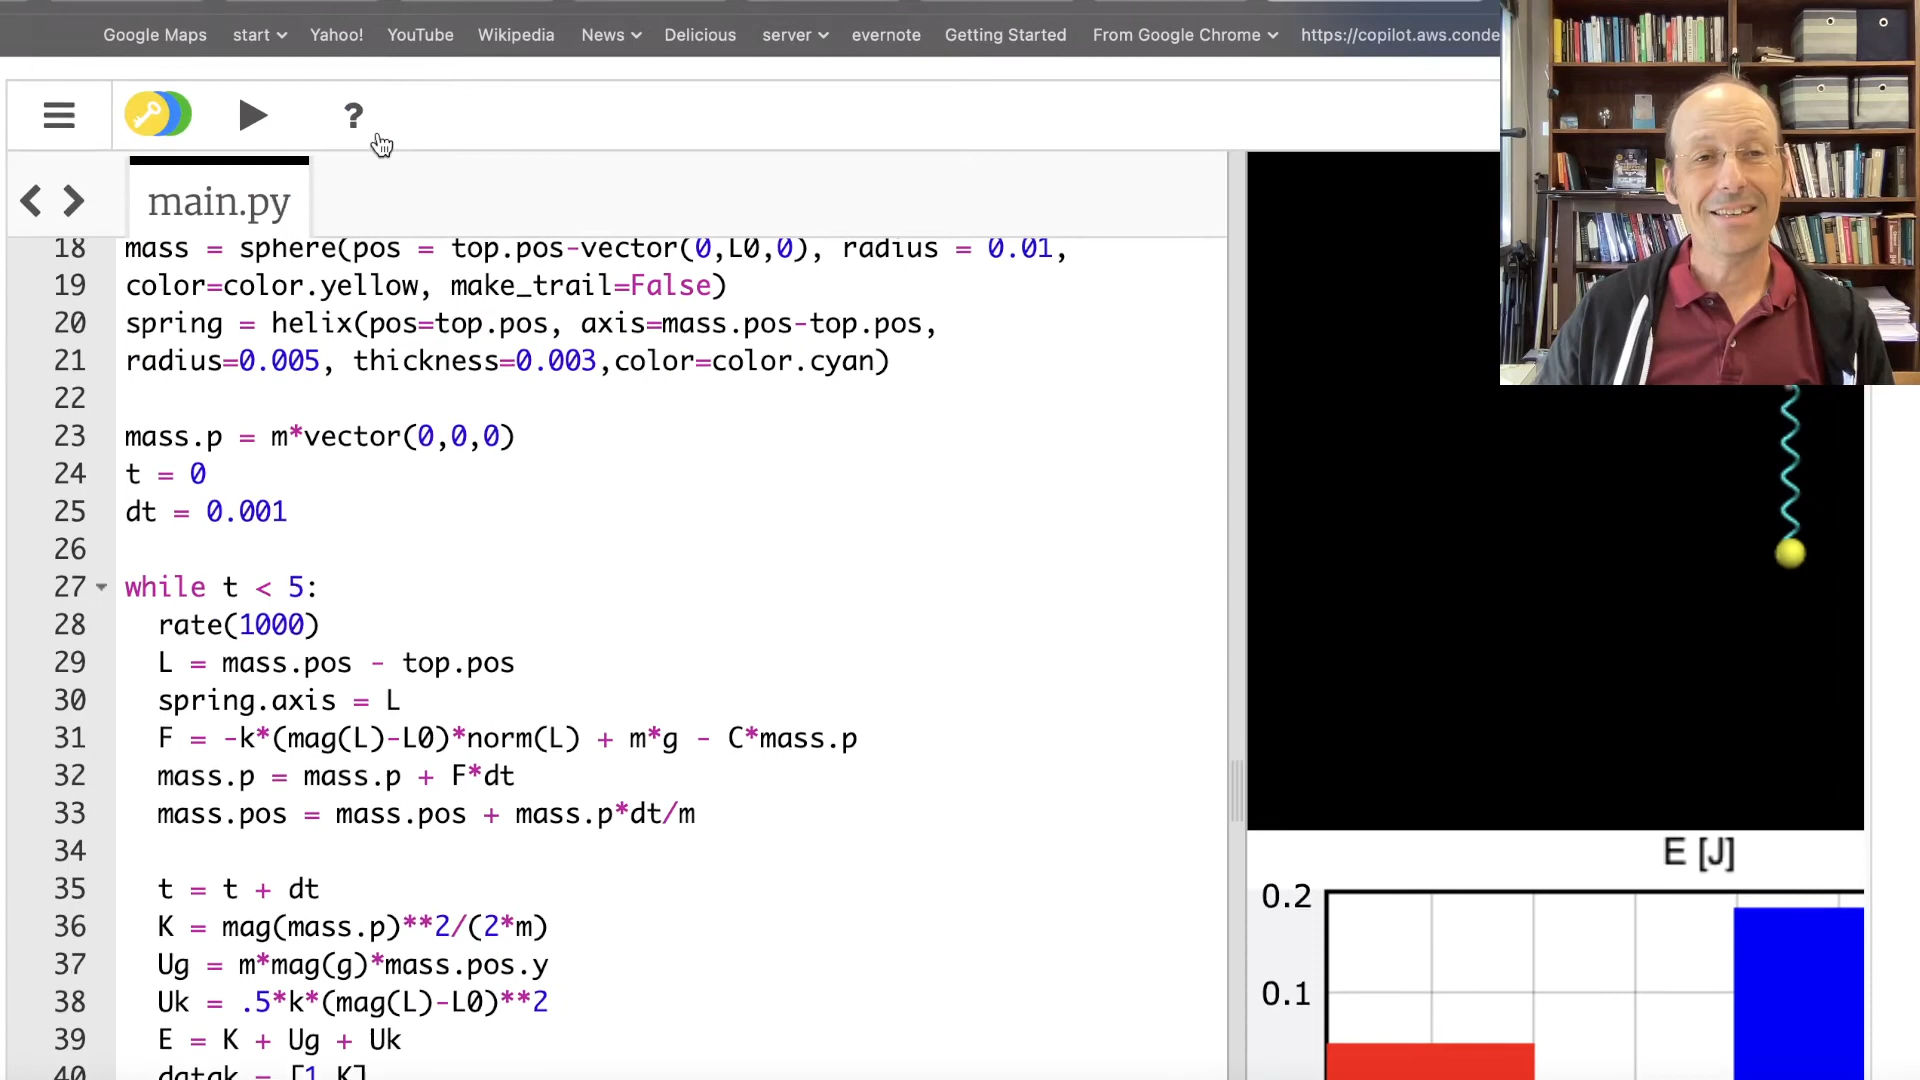 Google Maps start Yahoo! YouTube Wikipedia News Delicious server evernote Getting Started From Google Chrome https://copilot.aws.conde
?
main.py
18 mass = sphere(pos = top.pos-vector(0,L0,0), radius = 0.01,
19 color=color.yellow, make_trail=False)
20 spring = helix(pos=top.pos, axis=mass.pos-top.pos,
21 radius=0.005, thickness=0.003,color=color.cyan)
22
23 mass.p = m*vector(0,0,0)
24 t = 0
25 dt = 0.001
26
27 while t < 5:
28 rate(1000)
29 L = mass.pos - top.pos
30 spring.axis = L
31 F = -k*(mag(L)-L0)*norm(L) + m*g - C*mass.p
32 mass.p = mass.p + F*dt
33 mass.pos = mass.pos + mass.p*dt/m
34
35 t = t + dt
36 K = mag(mass.p)**2/(2*m)
37 Ug = m*mag(g)*mass.pos.y
38 Uk = .5*k*(mag(L)-L0)**2
39 E = K + Ug + Uk
40 datak = [1,K]
E [J]
0.2
0.1